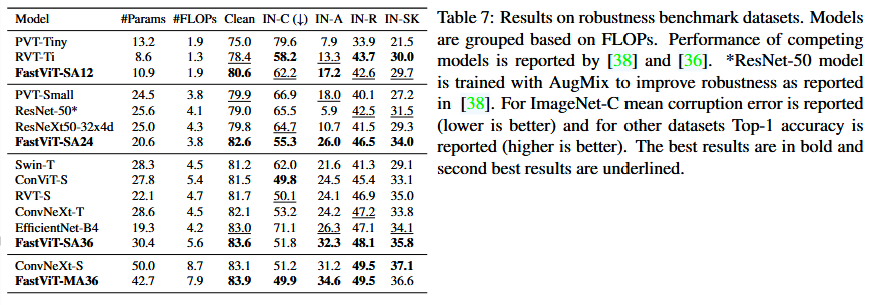 Model #Params #FLOPs Clean IN-C (↓) IN-A IN-R IN-SK
PVT-Tiny 13.2 1.9 75.0 79.6 7.9 33.9 21.5
RVT-Ti 8.6 1.3 78.4 58.2 13.3 43.7 30.0
FastViT-SA12 10.9 1.9 80.6 62.2 17.2 42.6 29.7
PVT-Small 24.5 3.8 79.9 66.9 18.0 40.1 27.2
ResNet-50* 25.6 4.1 79.0 65.5 5.9 42.5 31.5
ResNeXt50-32x4d 25.0 4.3 79.8 64.7 10.7 41.5 29.3
FastViT-SA24 20.6 3.8 82.6 55.3 26.0 46.5 34.0
Swin-T 28.3 4.5 81.2 62.0 21.6 41.3 29.1
ConViT-S 27.8 5.4 81.5 49.8 24.5 45.4 33.1
RVT-S 22.1 4.7 81.7 50.1 24.1 46.9 35.0
ConvNeXt-T 28.6 4.5 82.1 53.2 24.2 47.2 33.8
EfficientNet-B4 19.3 4.2 83.0 71.1 26.3 47.1 34.1
FastViT-SA36 30.4 5.6 83.6 51.8 32.3 48.1 35.8
ConvNeXt-S 50.0 8.7 83.1 51.2 31.2 49.5 37.1
FastViT-MA36 42.7 7.9 83.9 49.9 34.6 49.5 36.6
Table 7: Results on robustness benchmark datasets. Models
are grouped based on FLOPs. Performance of competing
models is reported by [38] and [36]. *ResNet-50 model
is trained with AugMix to improve robustness as reported
in [38]. For ImageNet-C mean corruption error is reported
(lower is better) and for other datasets Top-1 accuracy is
reported (higher is better). The best results are in bold and
second best results are underlined.